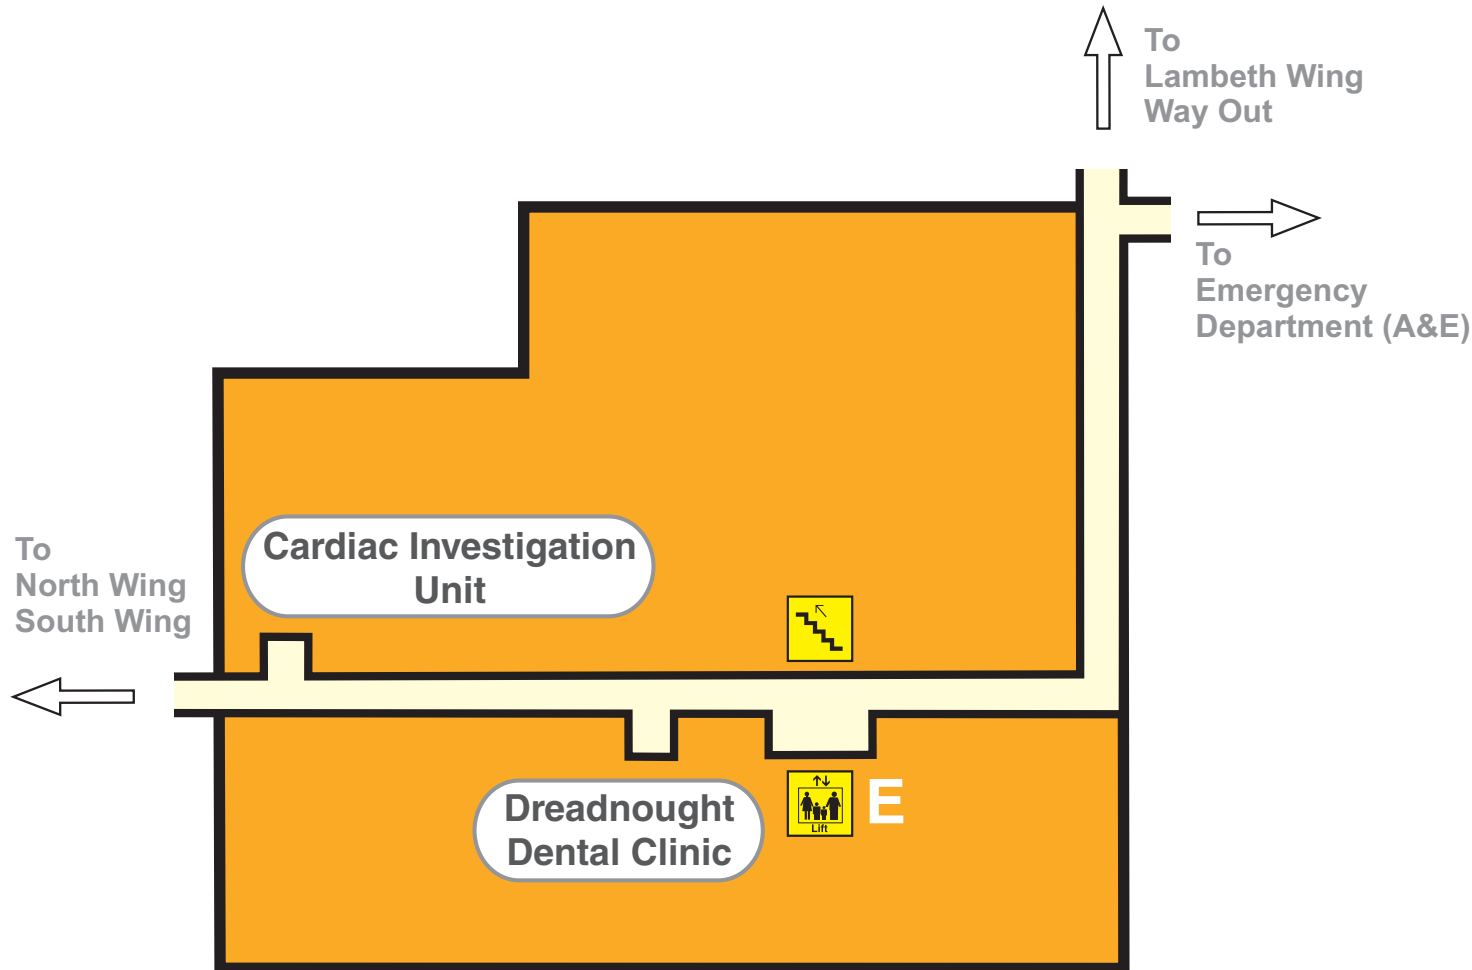 To
Lambeth Wing
Way Out
To
Emergency
Department (A&E)
Cardiac Investigation
Unit
To
North Wing
South Wing
Lift
E
Dreadnought
Dental Clinic